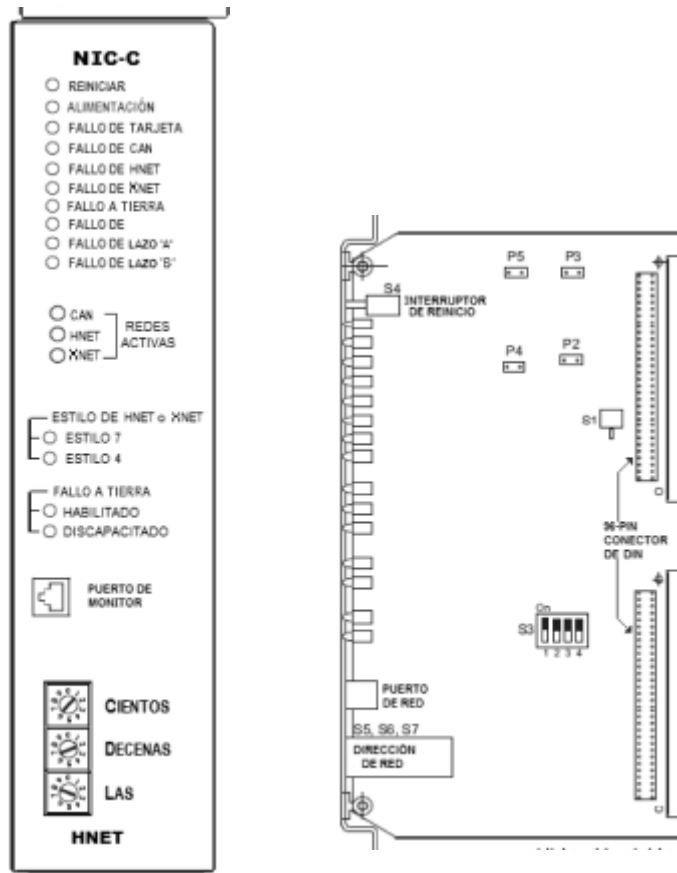 NIC-C
REINICIAR
ALIMENTACIÓN
FALLO DE TARJETA
FALLO DE CAN
FALLO DE HNET
FALLO DE XNET
FALLO A TIERRA
FALLO DE
FALLO DE LAZO "A"
FALLO DE LAZO "B"
CAN
HNET
XNET
REDES
ACTIVAS
ESTILO DE HNET o XNET
ESTILO 7
ESTILO 4
FALLO A TIERRA
HABILITADO
DISCAPACITADO
PUERTO DE
MONITOR
CIENTOS
DECENAS
LAS
HNET
P5 P3
S4
INTERRUPTOR
DE REINICIO
P4 P2
S1
96-PIN
CONECTOR
DE DIN
On
S3
1 2 3 4
PUERTO
DE RED
S5, S6, S7
DIRECCIÓN
DE RED